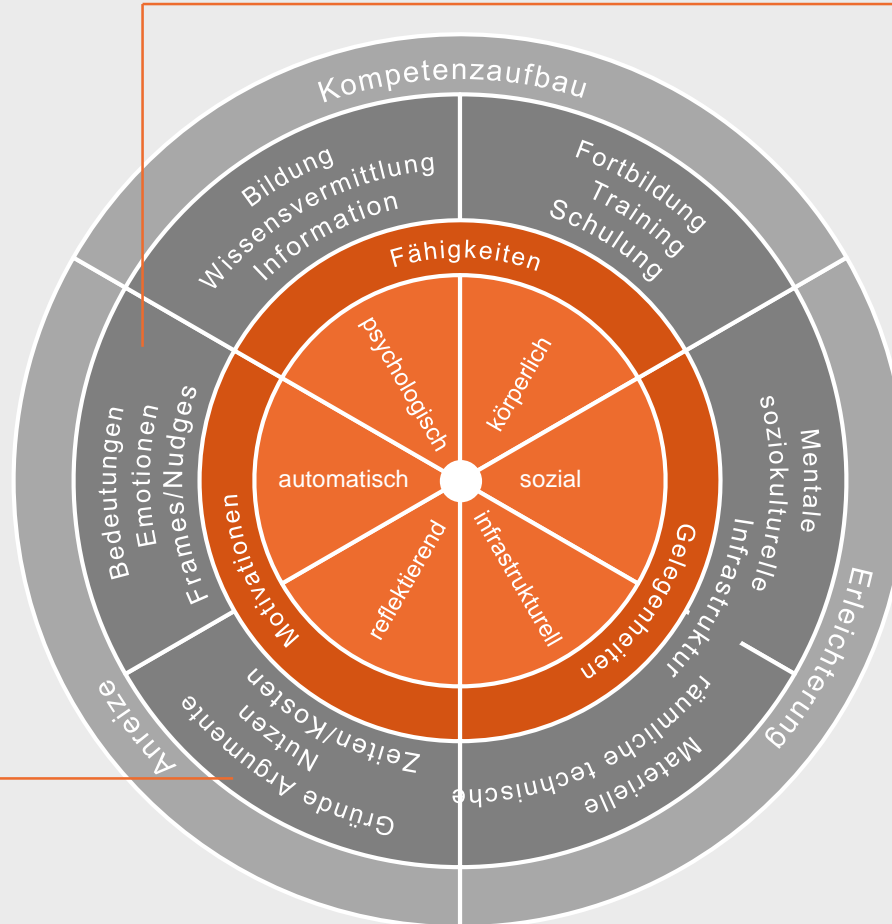 Kompetenzaufbau
Bildung
Wissensvermittlung
Information
Fortbildung
Training
Schulung
Fähigkeiten
psychologisch
körperlich
automatisch
sozial
reflektierend
infrastrukturell
Motivationen
Gelegenheiten
Bedeutungen
Emotionen
Frames/Nudges
Mentale
soziokulturelle
Infrastruktur
räumliche technische
Materielle
Zeiten/Kosten
Nutzen
Gründe Argumente
Anreize
Erleichterung